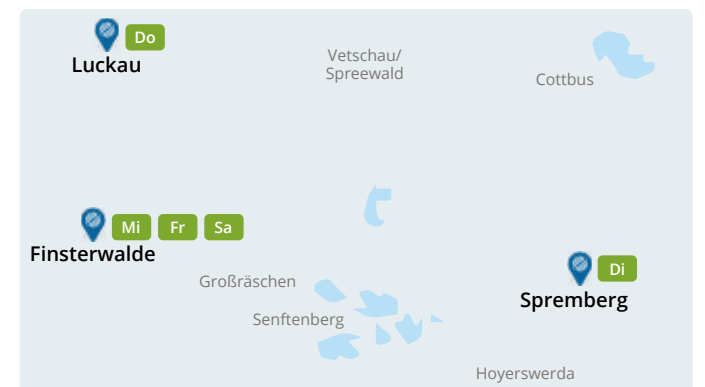 Do
Luckau
Vetschau/
Spreewald
Cottbus
Mi Fr Sa
Finsterwalde
Di
Spremberg
Großräschen
Senftenberg
Hoyerswerda